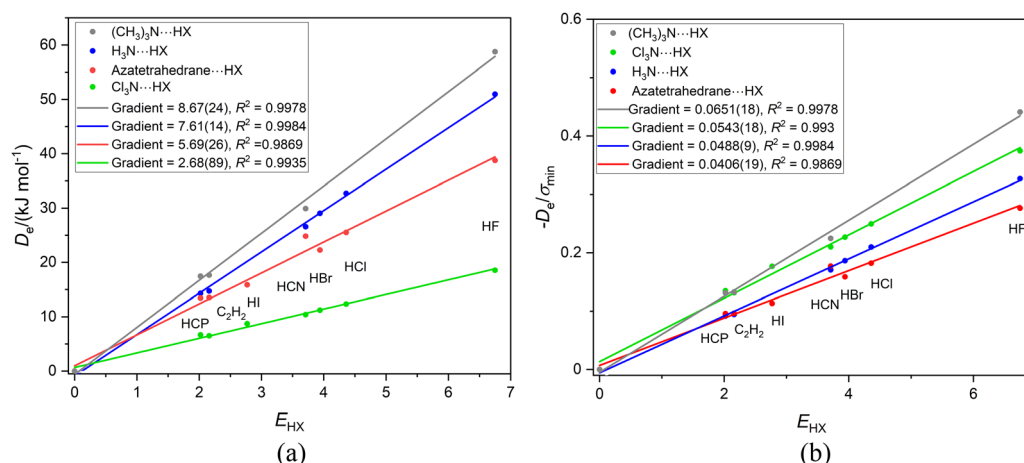 (a)
(CH₃)₃N···HX
H₃N···HX
Azatetrahedrane···HX
Cl₃N···HX
Gradient = 8.67(24), R² = 0.9978
Gradient = 7.61(14), R² = 0.9984
Gradient = 5.69(26), R² =0.9869
Gradient = 2.68(89), R² = 0.9935
60
50
40
30
20
10
0
Dₑ/(kJ mol⁻¹)
HF
HCl
HBr
HCN
HI
C₂H₂
HCP
0 1 2 3 4 5 6 7
E_HX
(a)
(b)
(CH₃)₃N···HX
Cl₃N···HX
H₃N···HX
Azatetrahedrane···HX
Gradient = 0.0651(18), R² = 0.9978
Gradient = 0.0543(18), R² = 0.993
Gradient = 0.0488(9), R² = 0.9984
Gradient = 0.0406(19), R² = 0.9869
0.6
0.4
0.2
0.0
-Dₑ/σ_min
HF
HCl
HBr
HCN
HI
C₂H₂
HCP
0 2 4 6
E_HX
(b)